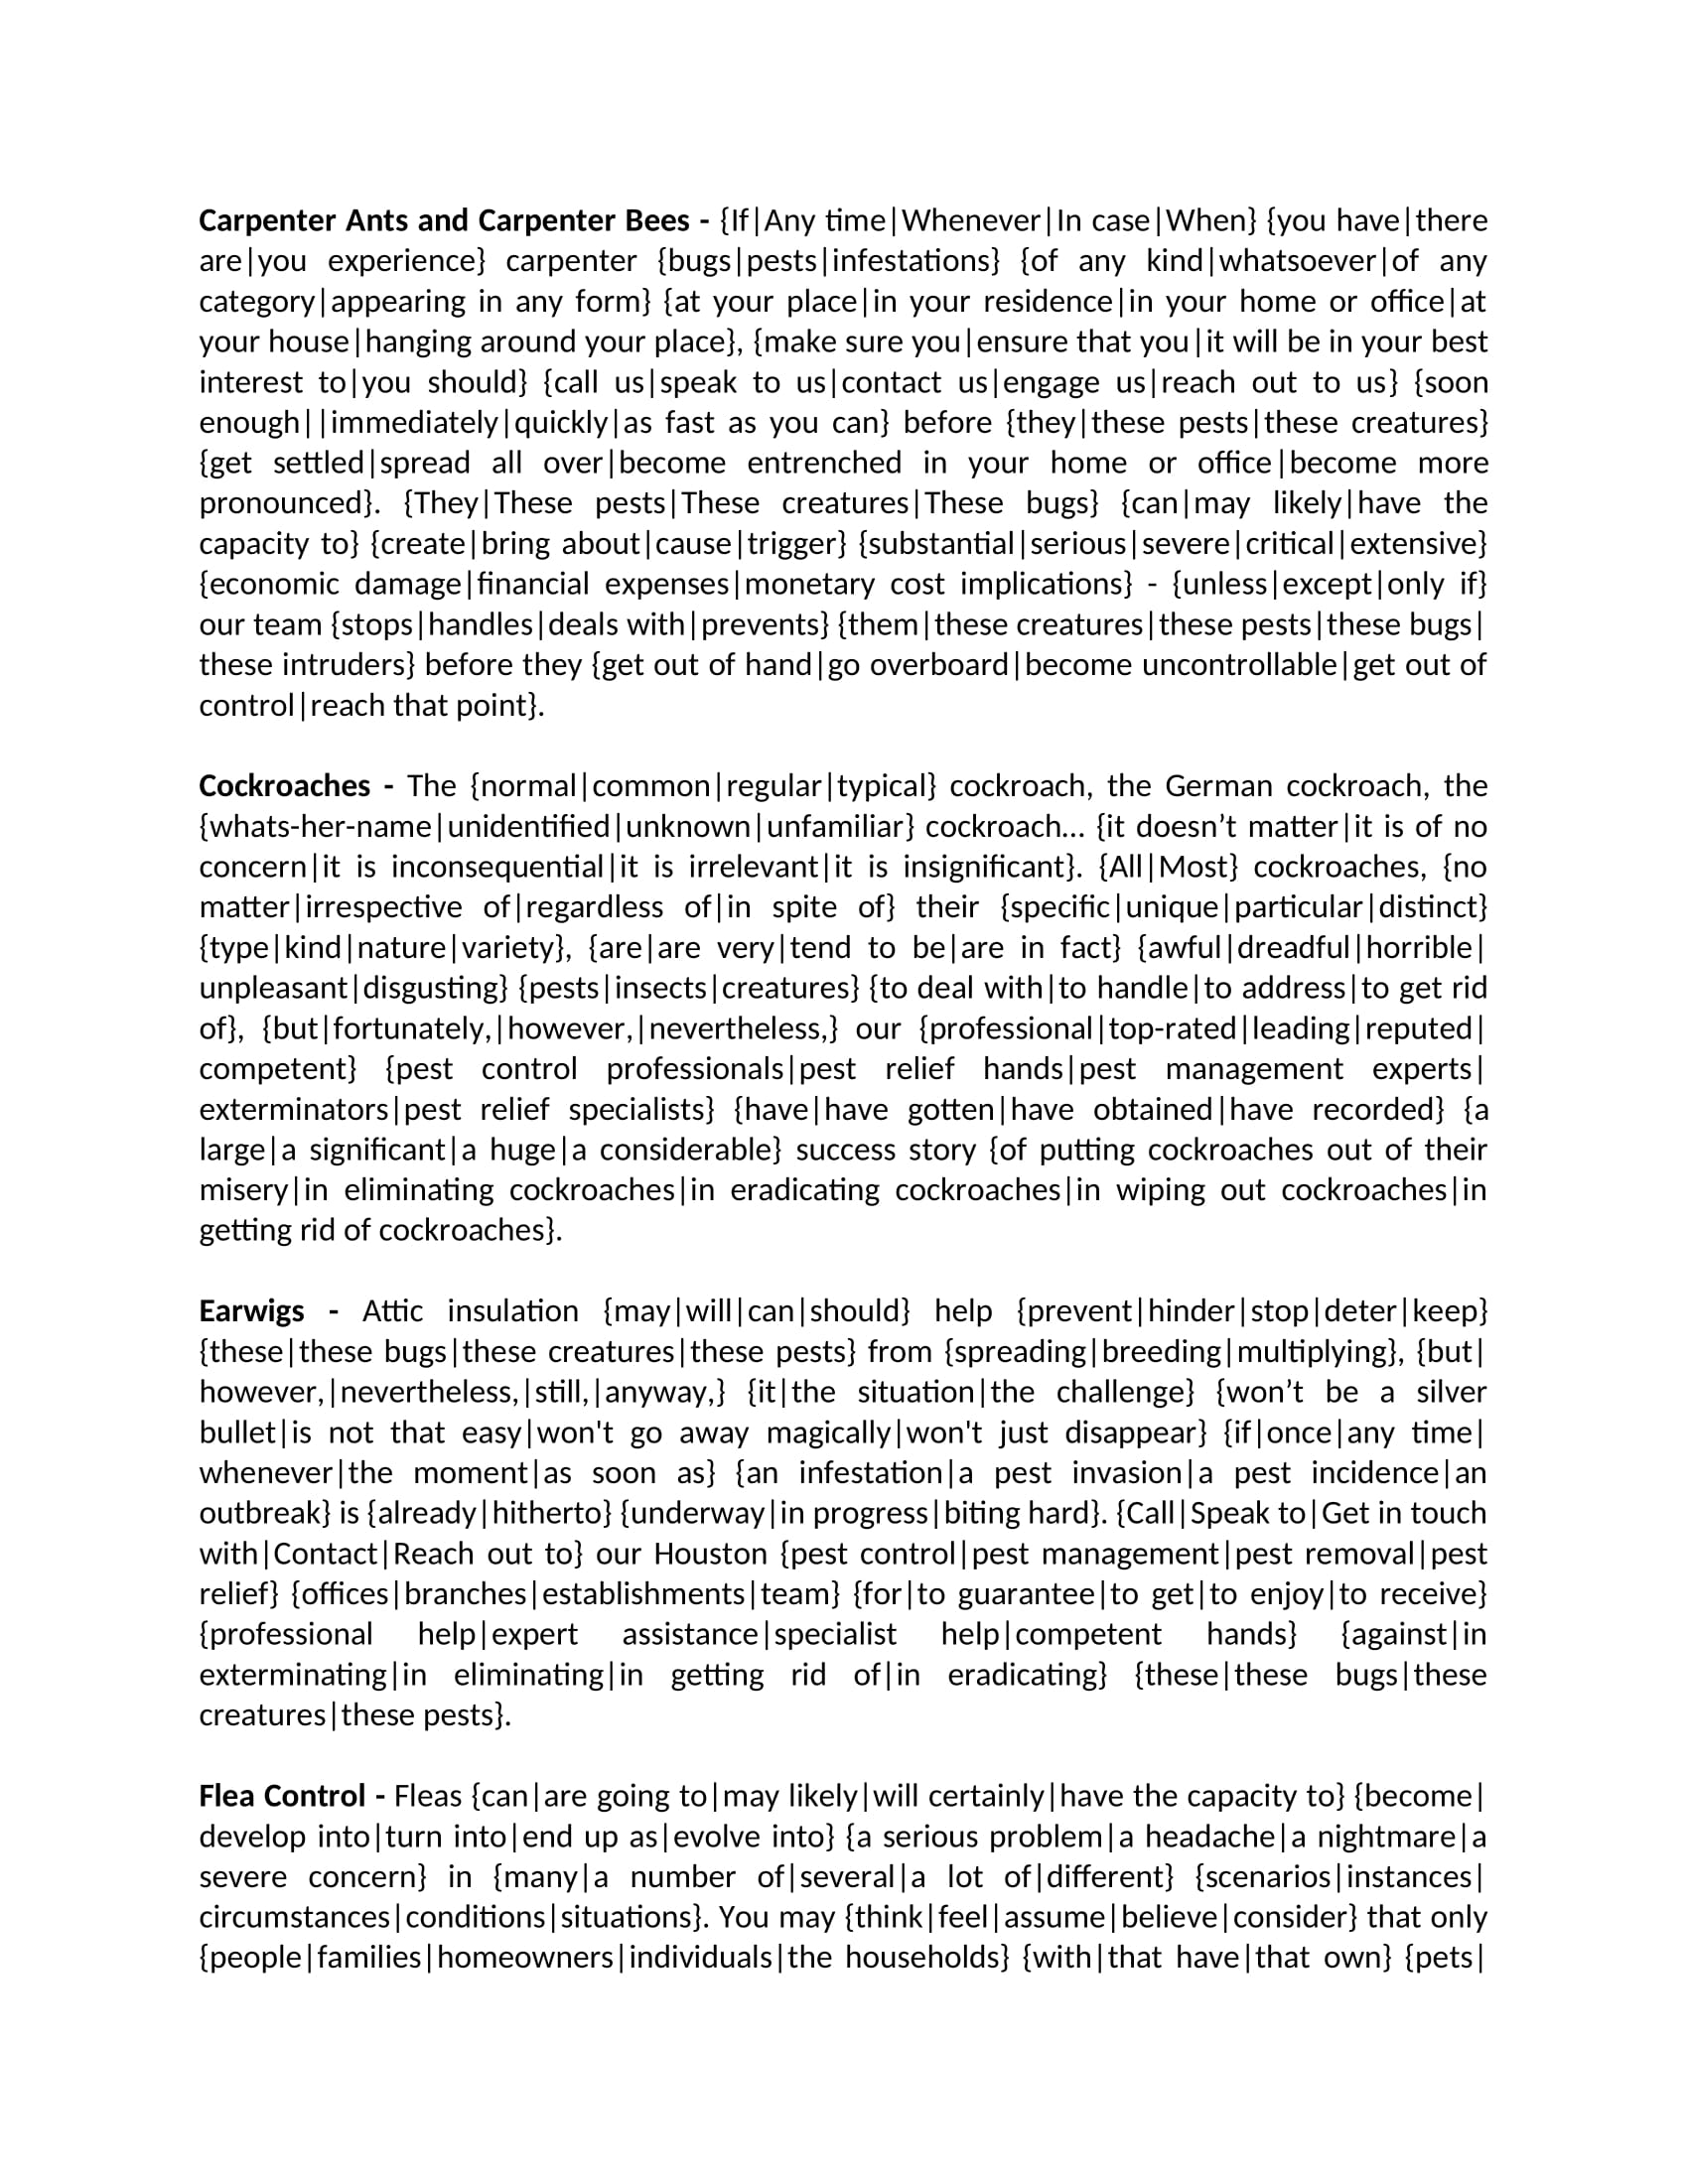 Carpenter Ants and Carpenter Bees - {If|Any time|Whenever|In case|When} {you have|there
are|you experience} carpenter {bugs|pests|infestations} {of any kind|whatsoever|of any
category|appearing in any form} {at your place|in your residence|in your home or office|at
your house|hanging around your place}, {make sure you|ensure that you|it will be in your best
interest to|you should} {call us|speak to us|contact us|engage us|reach out to us} {soon
enough||immediately|quickly|as fast as you can} before {they|these pests|these creatures}
{get settled|spread all over|become entrenched in your home or office|become more
pronounced}. {They|These pests|These creatures|These bugs} {can|may likely|have the
capacity to} {create|bring about|cause|trigger} {substantial|serious|severe|critical|extensive}
{economic damage|financial expenses|monetary cost implications} - {unless|except|only if}
our team {stops|handles|deals with|prevents} {them|these creatures|these pests|these bugs|
these intruders} before they {get out of hand|go overboard|become uncontrollable|get out of
control|reach that point}.
Cockroaches - The {normal|common|regular|typical} cockroach, the German cockroach, the
{whats-her-name|unidentified|unknown|unfamiliar} cockroach… {it doesn’t matter|it is of no
concern|it is inconsequential|it is irrelevant|it is insignificant}. {All|Most} cockroaches, {no
matter|irrespective of|regardless of|in spite of} their {specific|unique|particular|distinct}
{type|kind|nature|variety}, {are|are very|tend to be|are in fact} {awful|dreadful|horrible|
unpleasant|disgusting} {pests|insects|creatures} {to deal with|to handle|to address|to get rid
of}, {but|fortunately,|however,|nevertheless,} our {professional|top-rated|leading|reputed|
competent} {pest control professionals|pest relief hands|pest management experts|
exterminators|pest relief specialists} {have|have gotten|have obtained|have recorded} {a
large|a significant|a huge|a considerable} success story {of putting cockroaches out of their
misery|in eliminating cockroaches|in eradicating cockroaches|in wiping out cockroaches|in
getting rid of cockroaches}.
Earwigs - Attic insulation {may|will|can|should} help {prevent|hinder|stop|deter|keep}
{these|these bugs|these creatures|these pests} from {spreading|breeding|multiplying}, {but|
however,|nevertheless,|still,|anyway,} {it|the situation|the challenge} {won’t be a silver
bullet|is not that easy|won't go away magically|won't just disappear} {if|once|any time|
whenever|the moment|as soon as} {an infestation|a pest invasion|a pest incidence|an
outbreak} is {already|hitherto} {underway|in progress|biting hard}. {Call|Speak to|Get in touch
with|Contact|Reach out to} our Houston {pest control|pest management|pest removal|pest
relief} {offices|branches|establishments|team} {for|to guarantee|to get|to enjoy|to receive}
{professional help|expert assistance|specialist help|competent hands} {against|in
exterminating|in eliminating|in getting rid of|in eradicating} {these|these bugs|these
creatures|these pests}.
Flea Control - Fleas {can|are going to|may likely|will certainly|have the capacity to} {become|
develop into|turn into|end up as|evolve into} {a serious problem|a headache|a nightmare|a
severe concern} in {many|a number of|several|a lot of|different} {scenarios|instances|
circumstances|conditions|situations}. You may {think|feel|assume|believe|consider} that only
{people|families|homeowners|individuals|the households} {with|that have|that own} {pets|